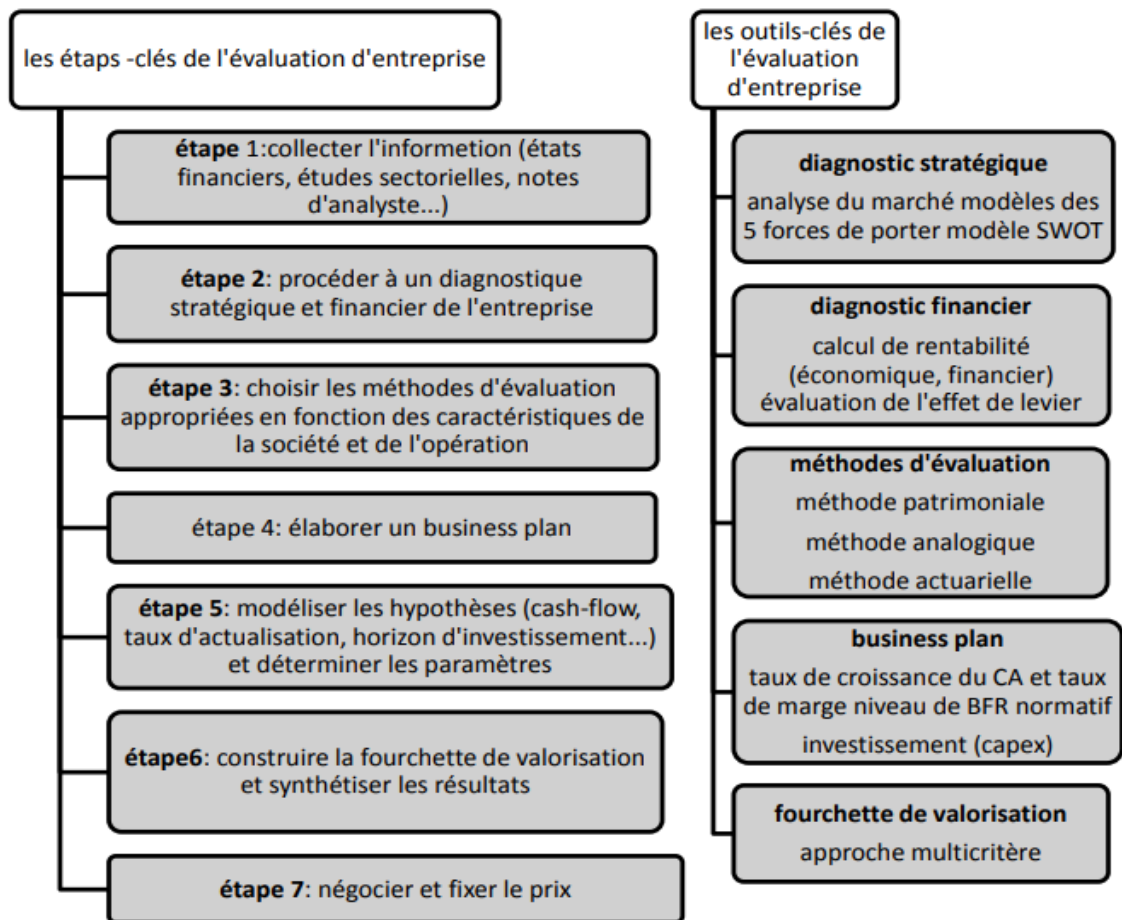 les étaps -clés de l'évaluation d'entreprise
étape 1:collecter l'informetion (états
financiers, études sectorielles, notes
d'analyste...)
étape 2: procéder à un diagnostique
stratégique et financier de l'entreprise
étape 3: choisir les méthodes d'évaluation
appropriées en fonction des caractéristiques de
la société et de l'opération
étape 4: élaborer un business plan
étape 5: modéliser les hypothèses (cash-flow,
taux d'actualisation, horizon d'investissement...)
et déterminer les paramètres
étape6: construire la fourchette de valorisation
et synthétiser les résultats
étape 7: négocier et fixer le prix
les outils-clés de
l'évaluation
d'entreprise
diagnostic stratégique
analyse du marché modèles des
5 forces de porter modèle SWOT
diagnostic financier
calcul de rentabilité
(économique, financier)
évaluation de l'effet de levier
méthodes d'évaluation
méthode patrimoniale
méthode analogique
méthode actuarielle
business plan
taux de croissance du CA et taux
de marge niveau de BFR normatif
investissement (capex)
fourchette de valorisation
approche multicritère